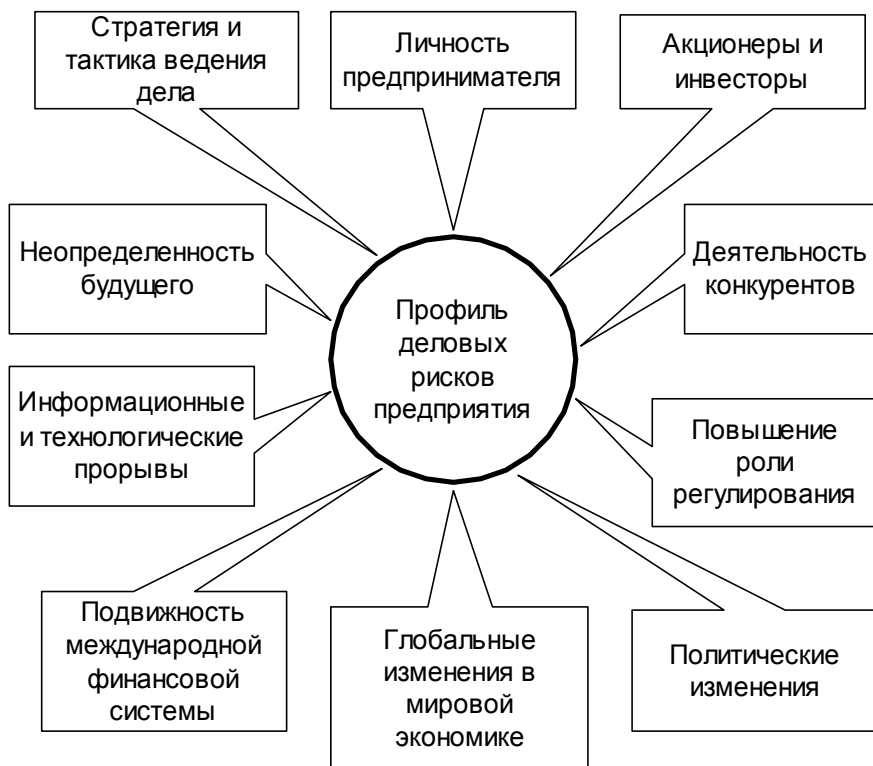 Стратегия и
тактика ведения
дела
Личность
предпринимателя
Акционеры и
инвесторы
Неопределенность
будущего
Деятельность
конкурентов
Профиль
деловых
рисков
предприятия
Информационные
и технологические
прорывы
Повышение
роли
регулирования
Подвижность
международной
финансовой
системы
Глобальные
изменения в
мировой
экономике
Политические
изменения